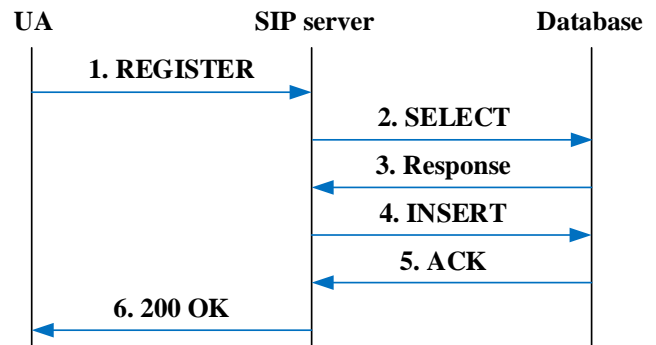 UA SIP server Database
1. REGISTER
2. SELECT
3. Response
4. INSERT
5. ACK
6. 200 OK